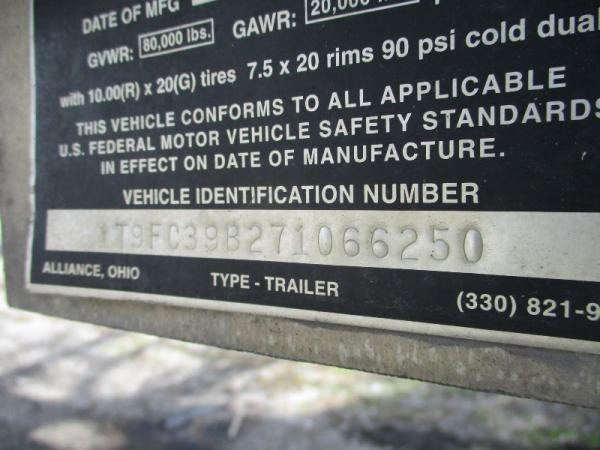 DATE OF MFG
GVWR: 80,000 lbs. GAWR: 20,000
with 10.00(R) x 20(G) tires 7.5 x 20 rims 90 psi cold dual
THIS VEHICLE CONFORMS TO ALL APPLICABLE
U.S. FEDERAL MOTOR VEHICLE SAFETY STANDARDS
IN EFFECT ON DATE OF MANUFACTURE.
VEHICLE IDENTIFICATION NUMBER
1T9FC39B271066250
ALLIANCE, OHIO TYPE - TRAILER (330) 821-9